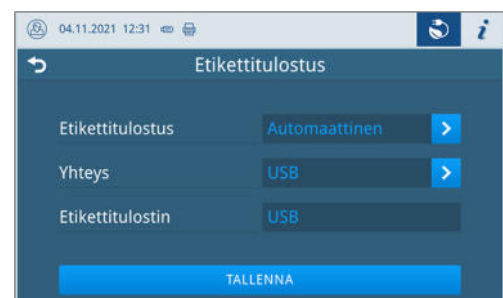 04.11.2021 12:31
i
Etikettitulostus
Etikettitulostus Automaattinen
Yhteys USB
Etikettitulostin USB
TALLENNA